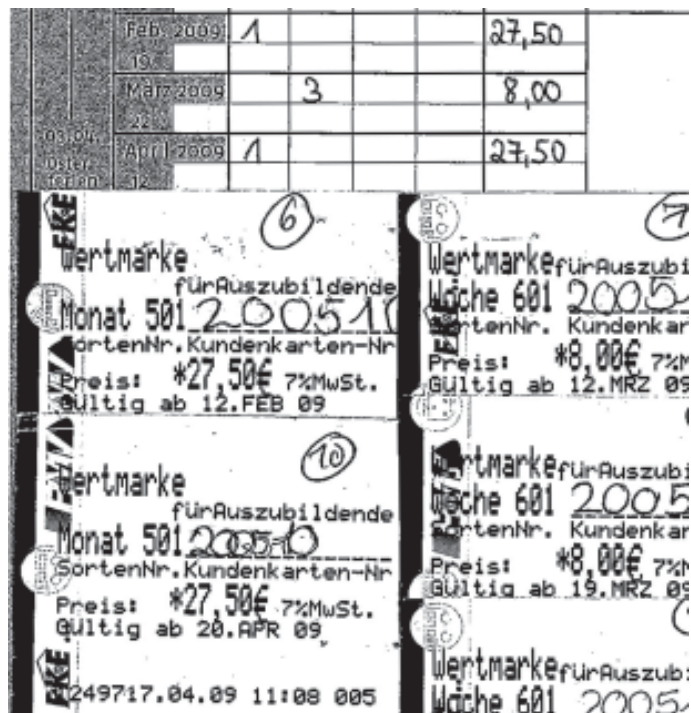 Feb. 2009 1 27,50
19.
März 2009 3 8,00
22.
03.04. Oster- ferien April 2009 1 27,50
12.
6
FKE
Wertmarke
für Auszubildende
Monat 501 2005 10
SortenNr. Kundenkarten-Nr
Preis: *27,50€ 7%MwSt.
Gültig ab 12.FEB 09
10
Wertmarke
für Auszubildende
Monat 501 2005 10
SortenNr. Kundenkarten-Nr
Preis: *27,50€ 7%MwSt.
Gültig ab 20.APR 09
249717.04.09 11:08 005
FKE
7
Wertmarke für Auszubi
Woche 601 2005
SortenNr. Kundenkar
Preis: *8,00€ 7%M
Gültig ab 12.MRZ 09
Wertmarke für Auszubi
Woche 601 2005
SortenNr. Kundenkar
Preis: *8,00€ 7%M
Gültig ab 19.MRZ 09
Wertmarke für Auszubi
Woche 601 2005